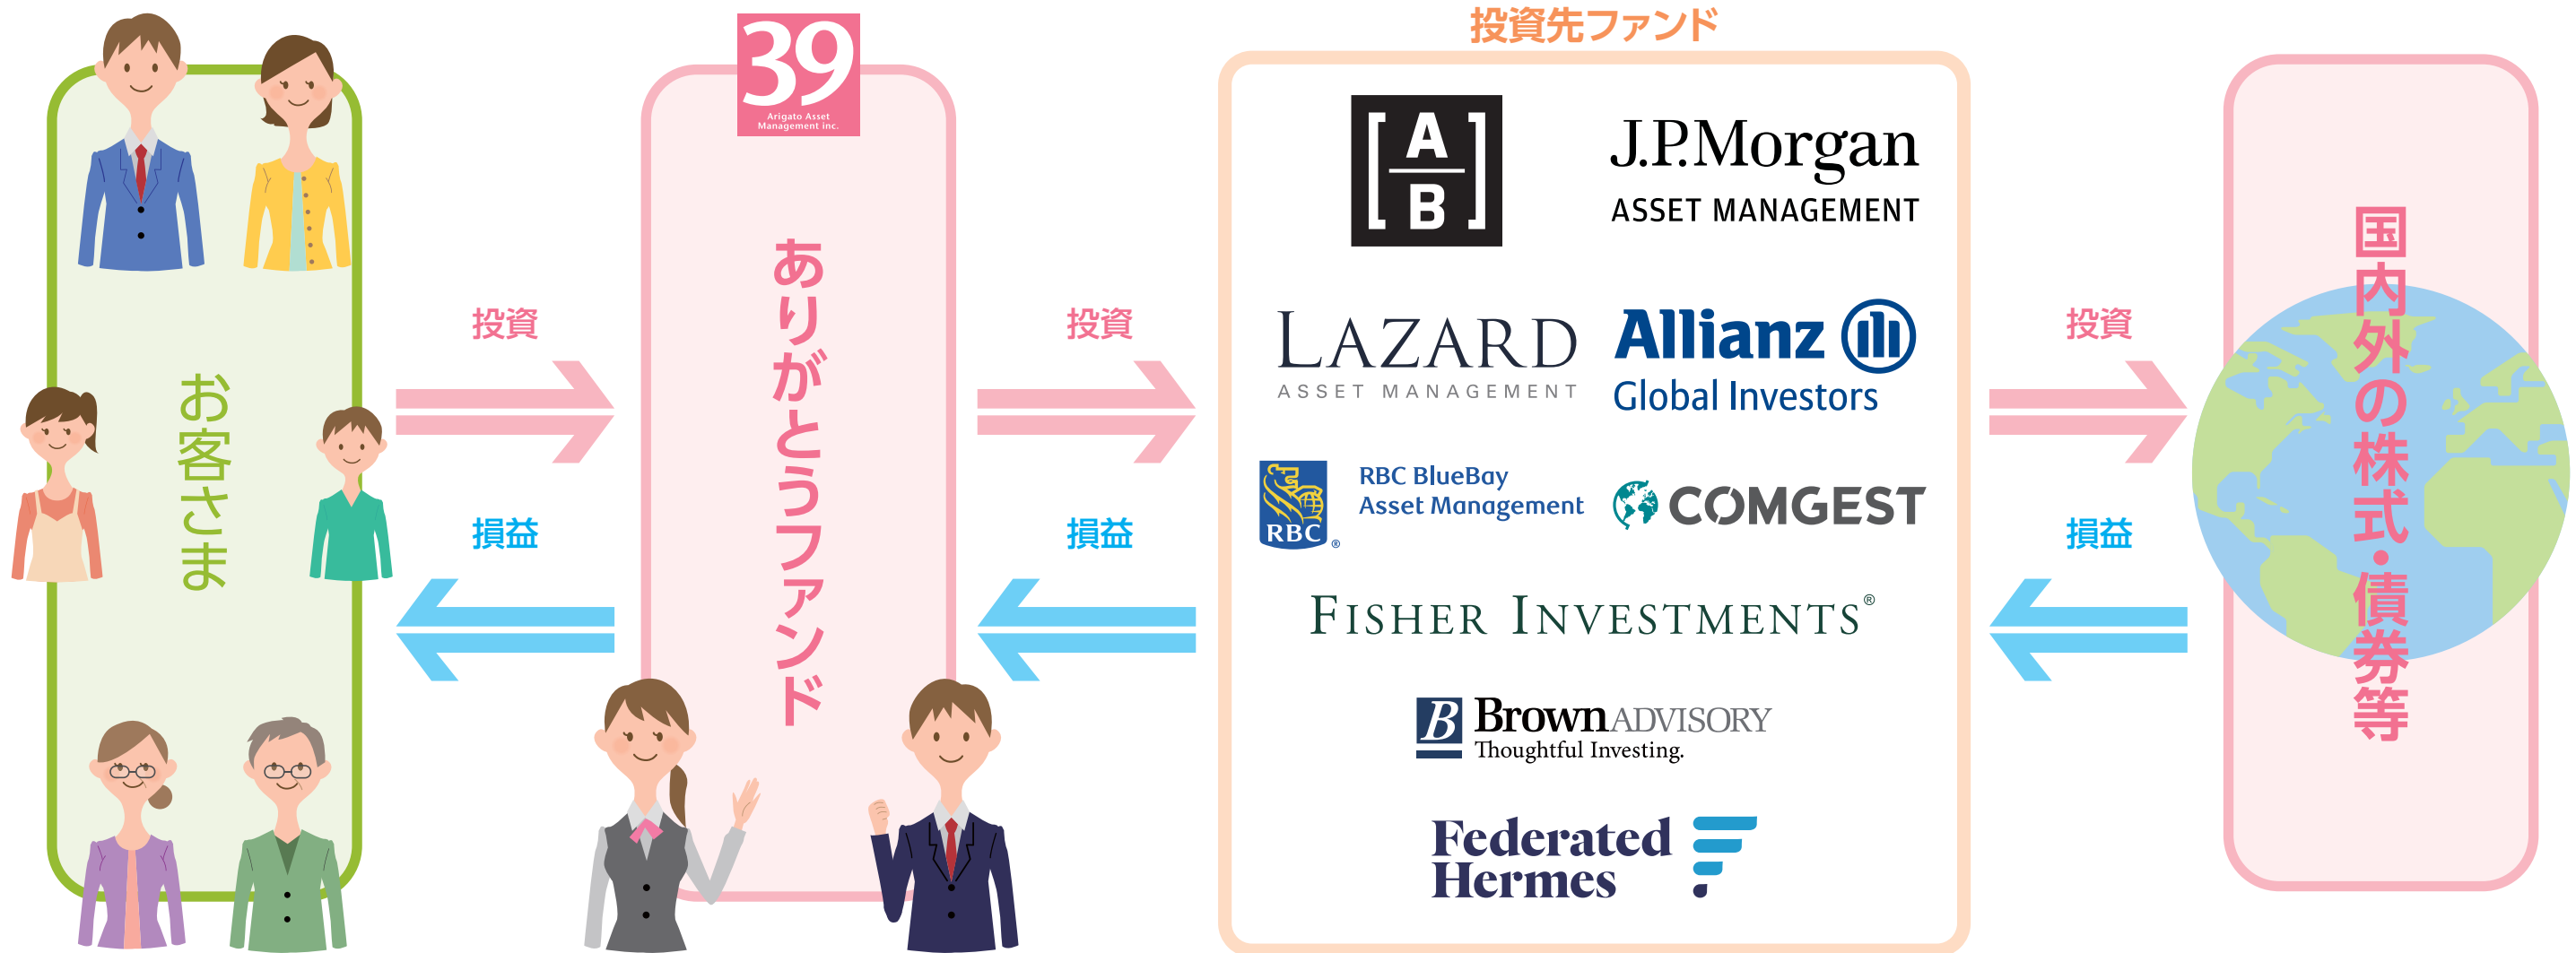 お客さま
投資
損益
39
Arigato Asset
Management inc.
ありがとうファンド
投資
損益
投資先ファンド
[A
B]
J.P.Morgan
ASSET MANAGEMENT
LAZARD
ASSET MANAGEMENT
Allianz
Global Investors
RBC
®
RBC BlueBay
Asset Management
COMGEST
FISHER INVESTMENTS®
B
Brown ADVISORY
Thoughtful Investing.
Federated
Hermes
投資
損益
国内外の株式・債券等